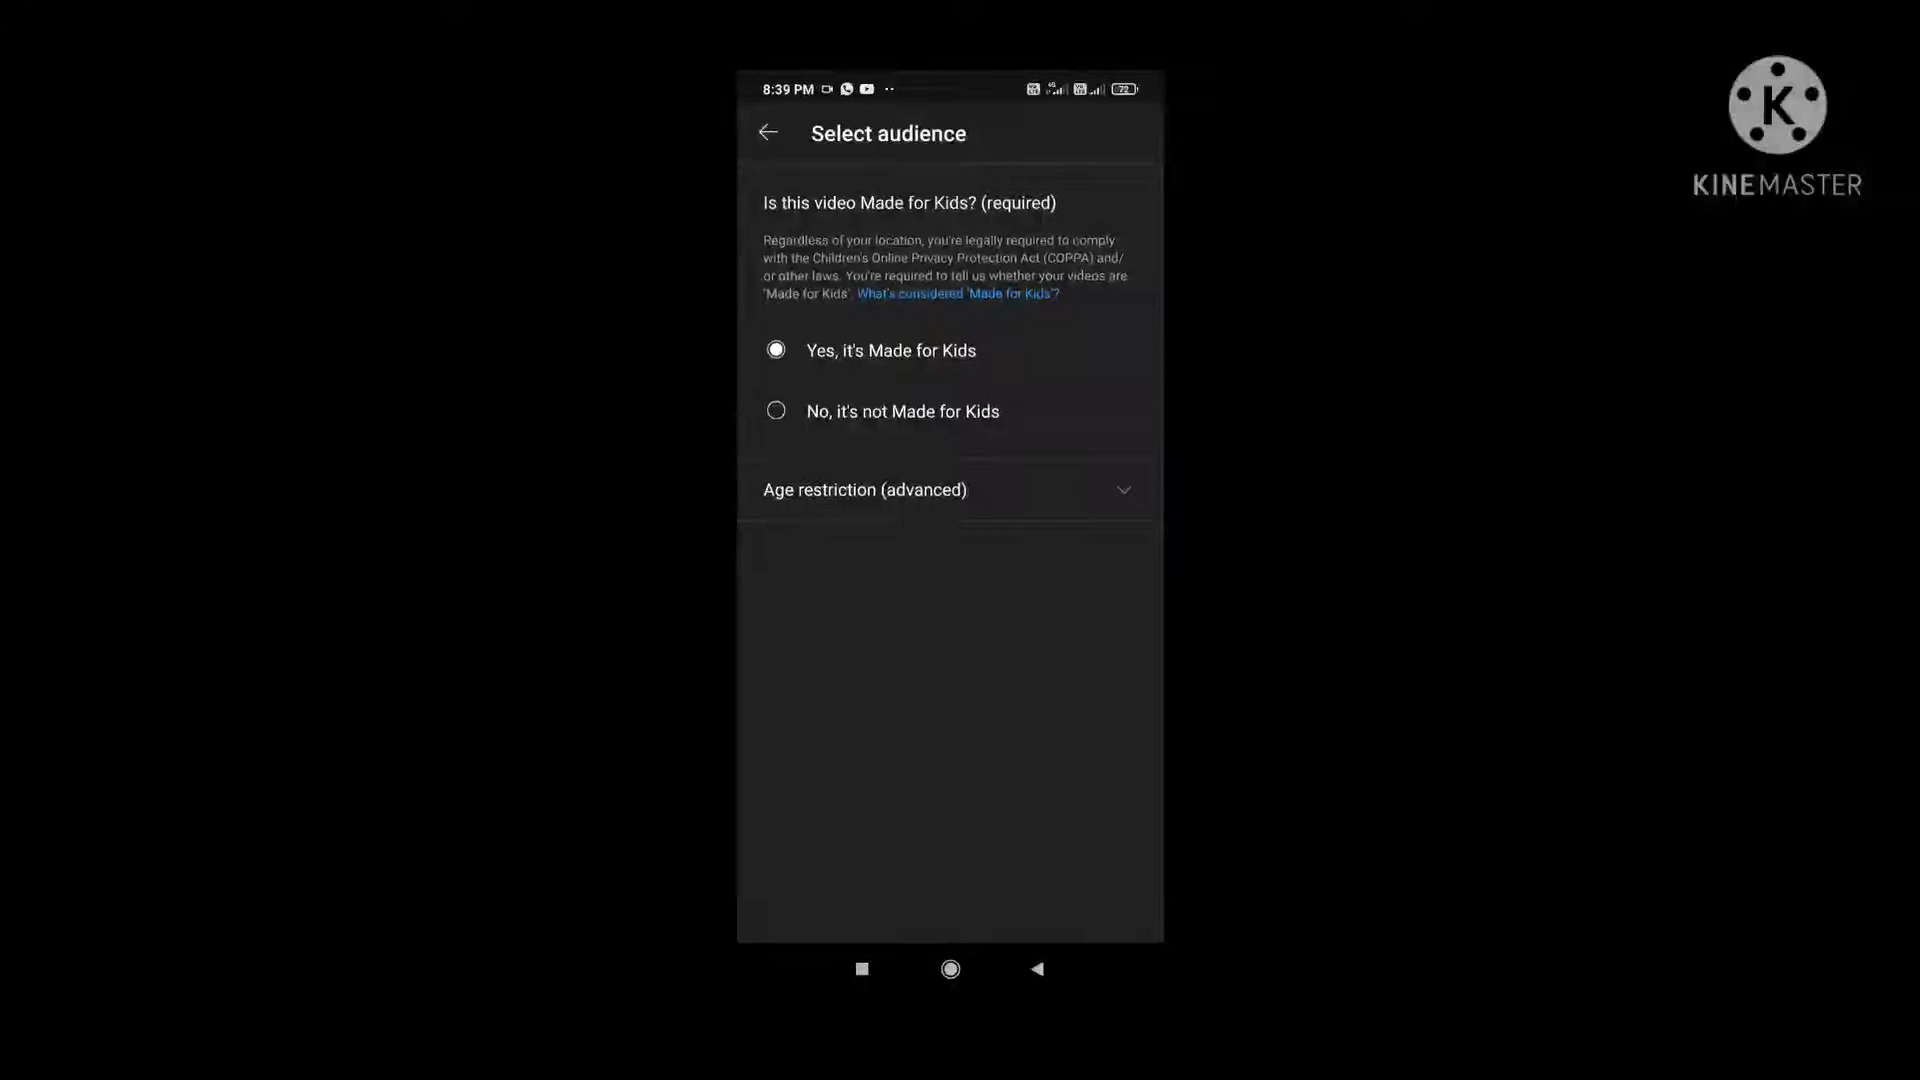 8:39 PM
72
Select audience
K
KINEMASTER
Is this video Made for Kids? (required)
Regardless of your location, you're legally required to comply
with the Children's Online Privacy Protection Act (COPPA) and/
or other laws. You're required to tell us whether your videos are
'Made for Kids'. What's considered 'Made for Kids'?
Yes, it's Made for Kids
No, it's not Made for Kids
Age restriction (advanced)